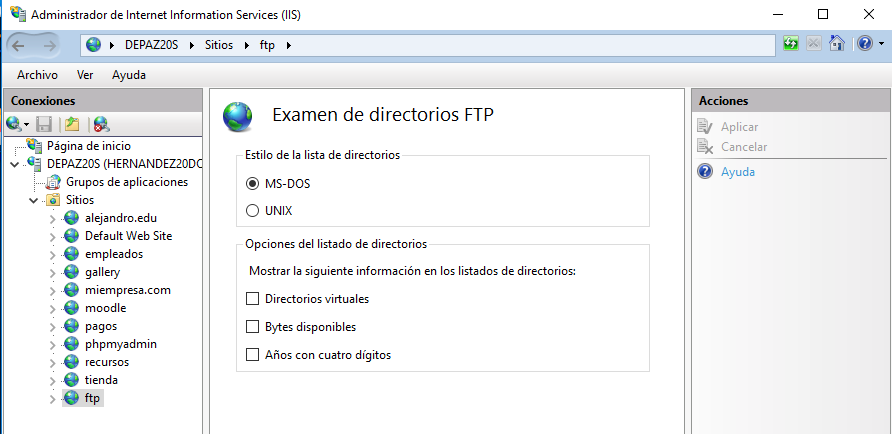 Administrador de Internet Information Services (IIS)
DEPAZ20S
Sitios
ftp
Archivo
Ver
Ayuda
Conexiones
Página de inicio
DEPAZ20S (HERNANDEZ20DC
Grupos de aplicaciones
Sitios
alejandro.edu
Default Web Site
empleados
gallery
miempresa.com
moodle
pagos
phpmyadmin
recursos
tienda
ftp
Examen de directorios FTP
Estilo de la lista de directorios
MS-DOS
UNIX
Opciones del listado de directorios
Mostrar la siguiente información en los listados de directorios:
Directorios virtuales
Bytes disponibles
Años con cuatro dígitos
Acciones
Aplicar
Cancelar
Ayuda